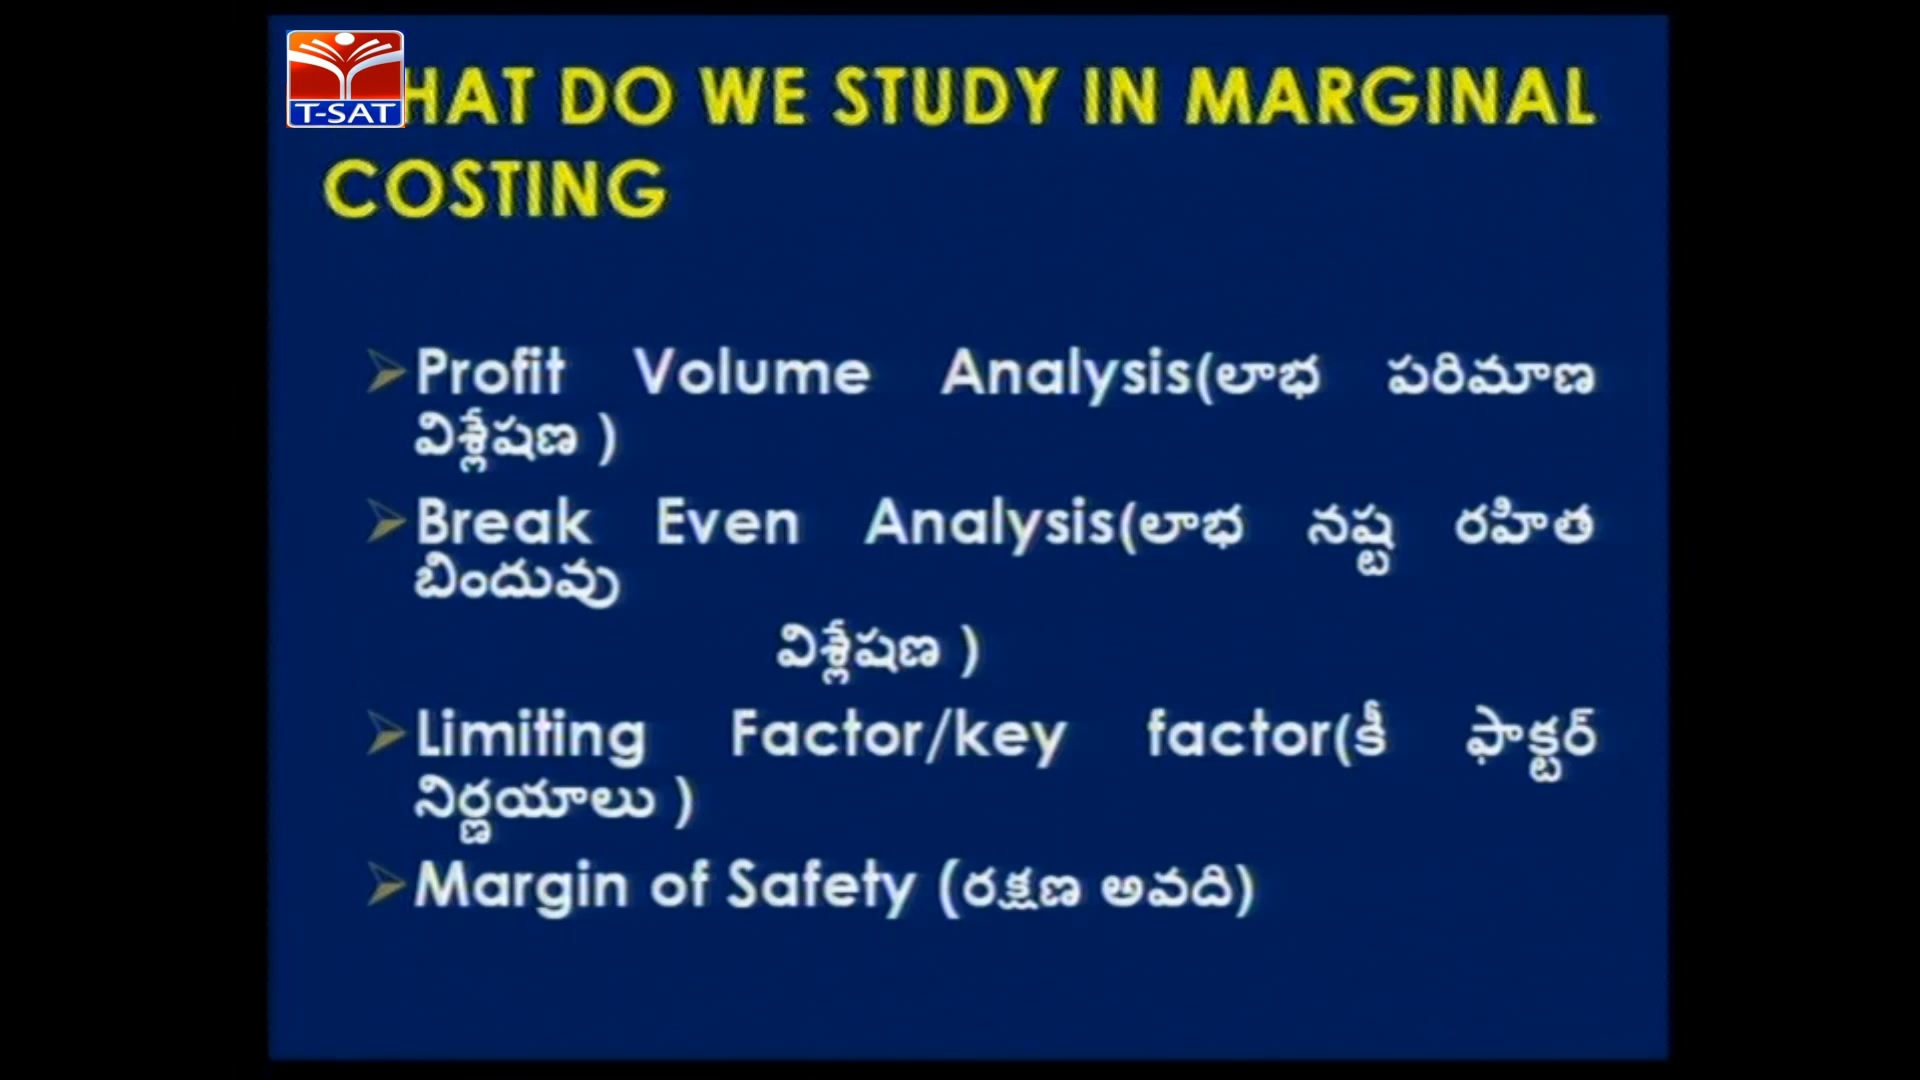 T-SAT
HAT DO WE STUDY IN MARGINAL
COSTING
Profit Volume Analysis(లాభ పరిమాణ
విశ్లేషణ )
Break Even Analysis(లాభ నష్ట రహిత
బిందువు
విశ్లేషణ )
Limiting Factor/key factor(కీ ఫాక్టర్
నిర్ణయాలు )
Margin of Safety (రక్షణ అవది)